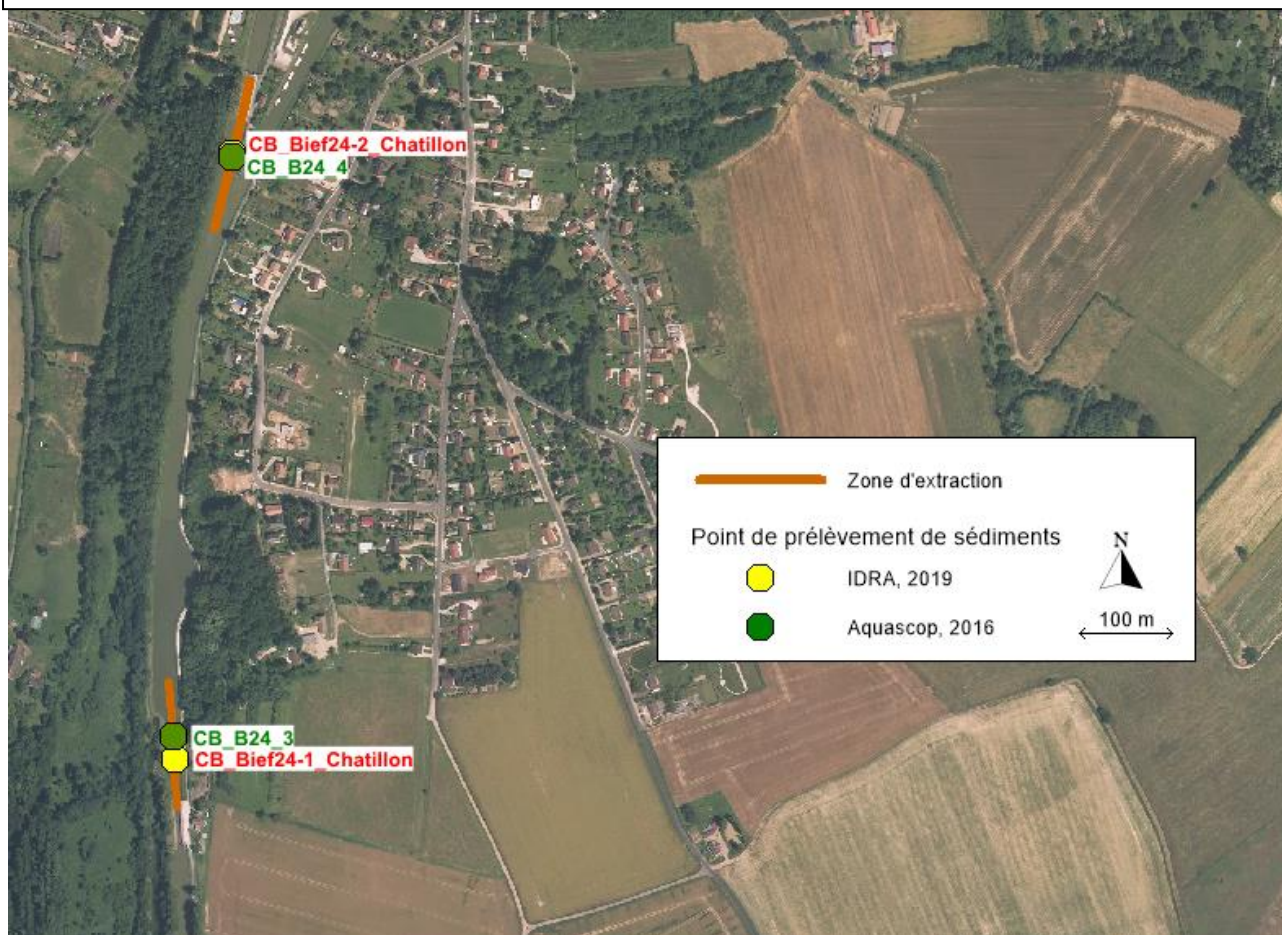 CB_Bief24-2_Chatillon
CB_B24_4
Zone d'extraction
Point de prélèvement de sédiments
N
IDRA, 2019
Aquascop, 2016
100 m
CB_B24_3
CB_Bief24-1_Chatillon